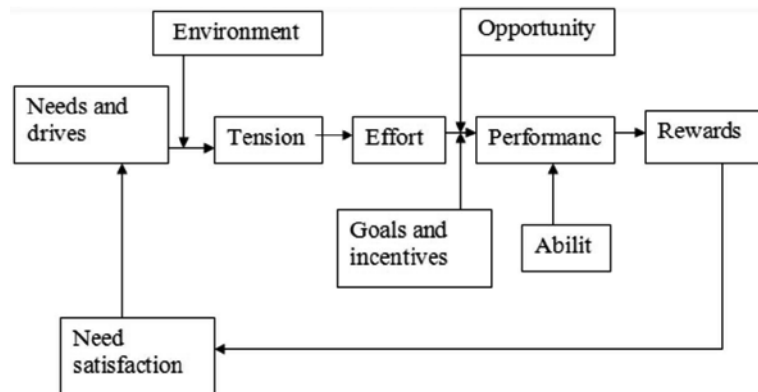 Environment
Opportunity
Needs and
drives
Tension
Effort
Performanc
Rewards
Goals and
incentives
Abilit
Need
satisfaction